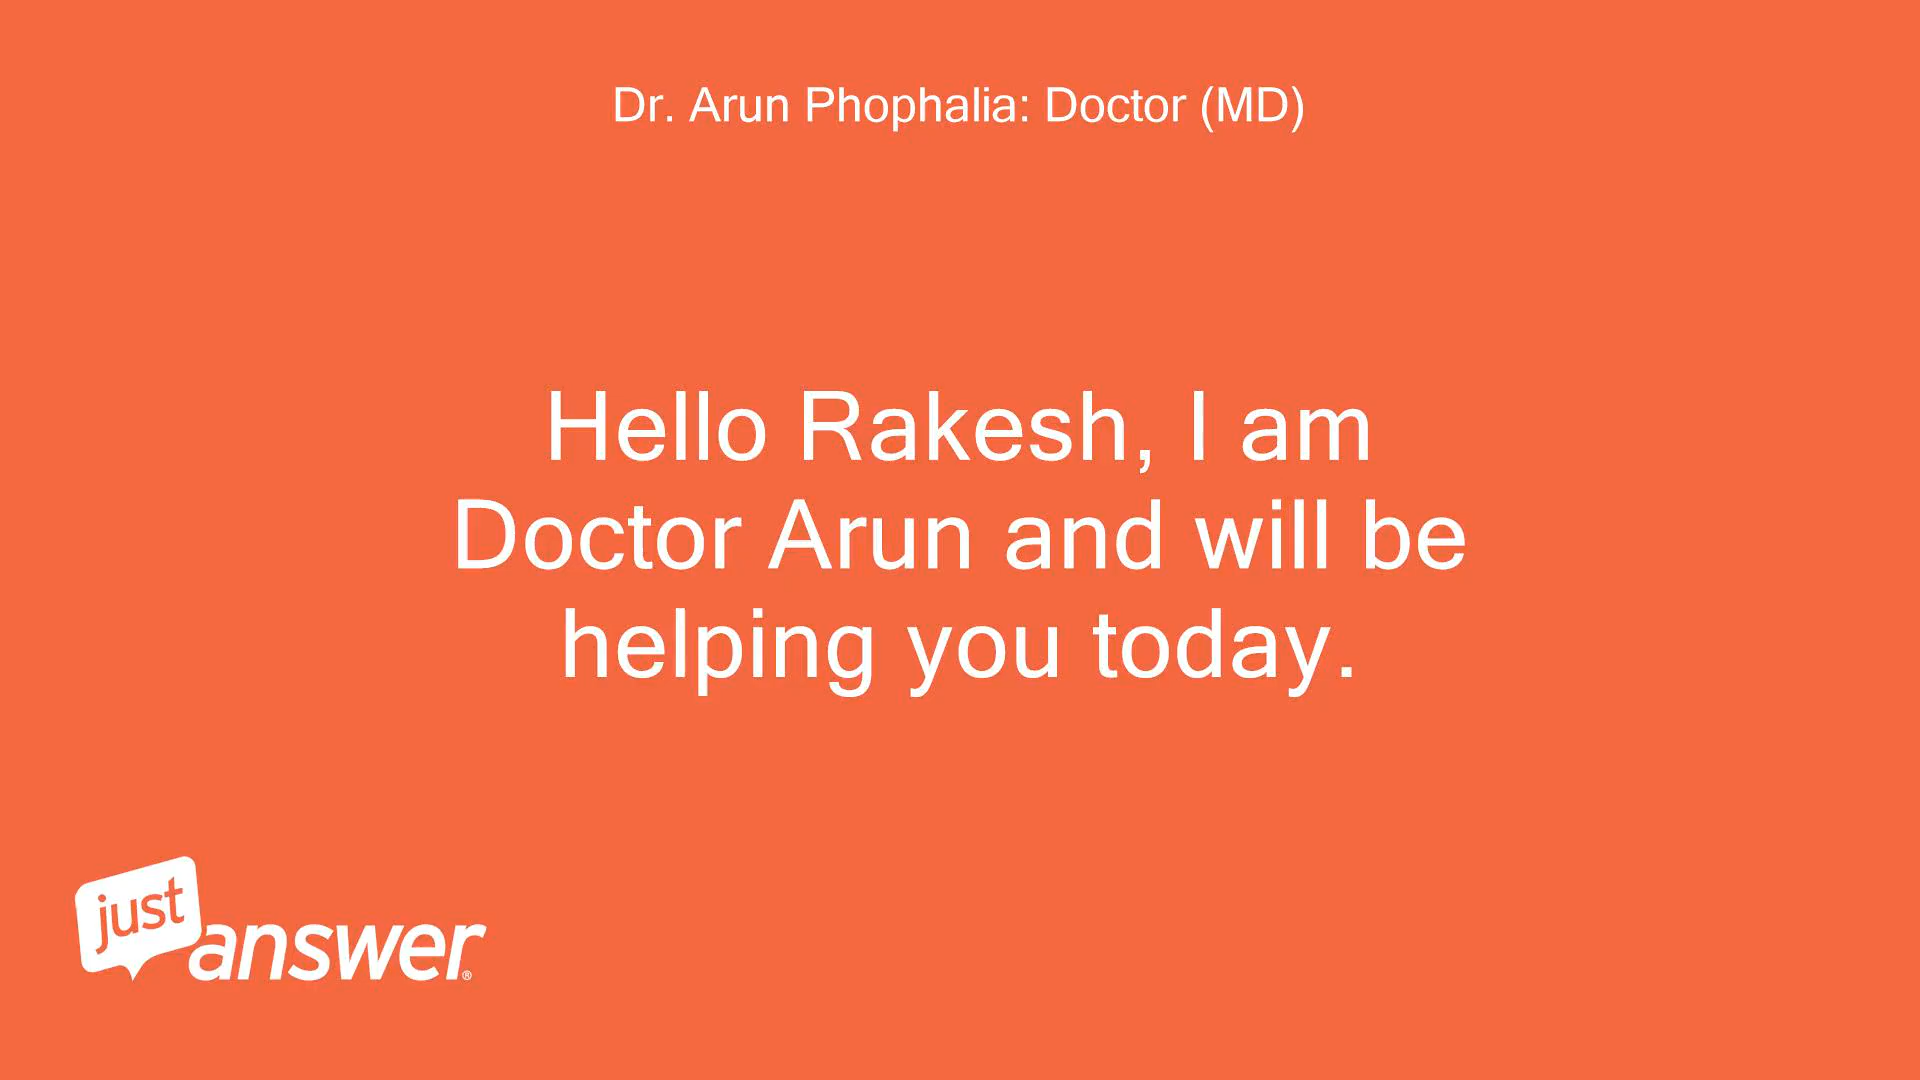 Dr. Arun Phophalia: Doctor (MD)
Hello Rakesh, I am
Doctor Arun and will be
helping you today.
just
answer®